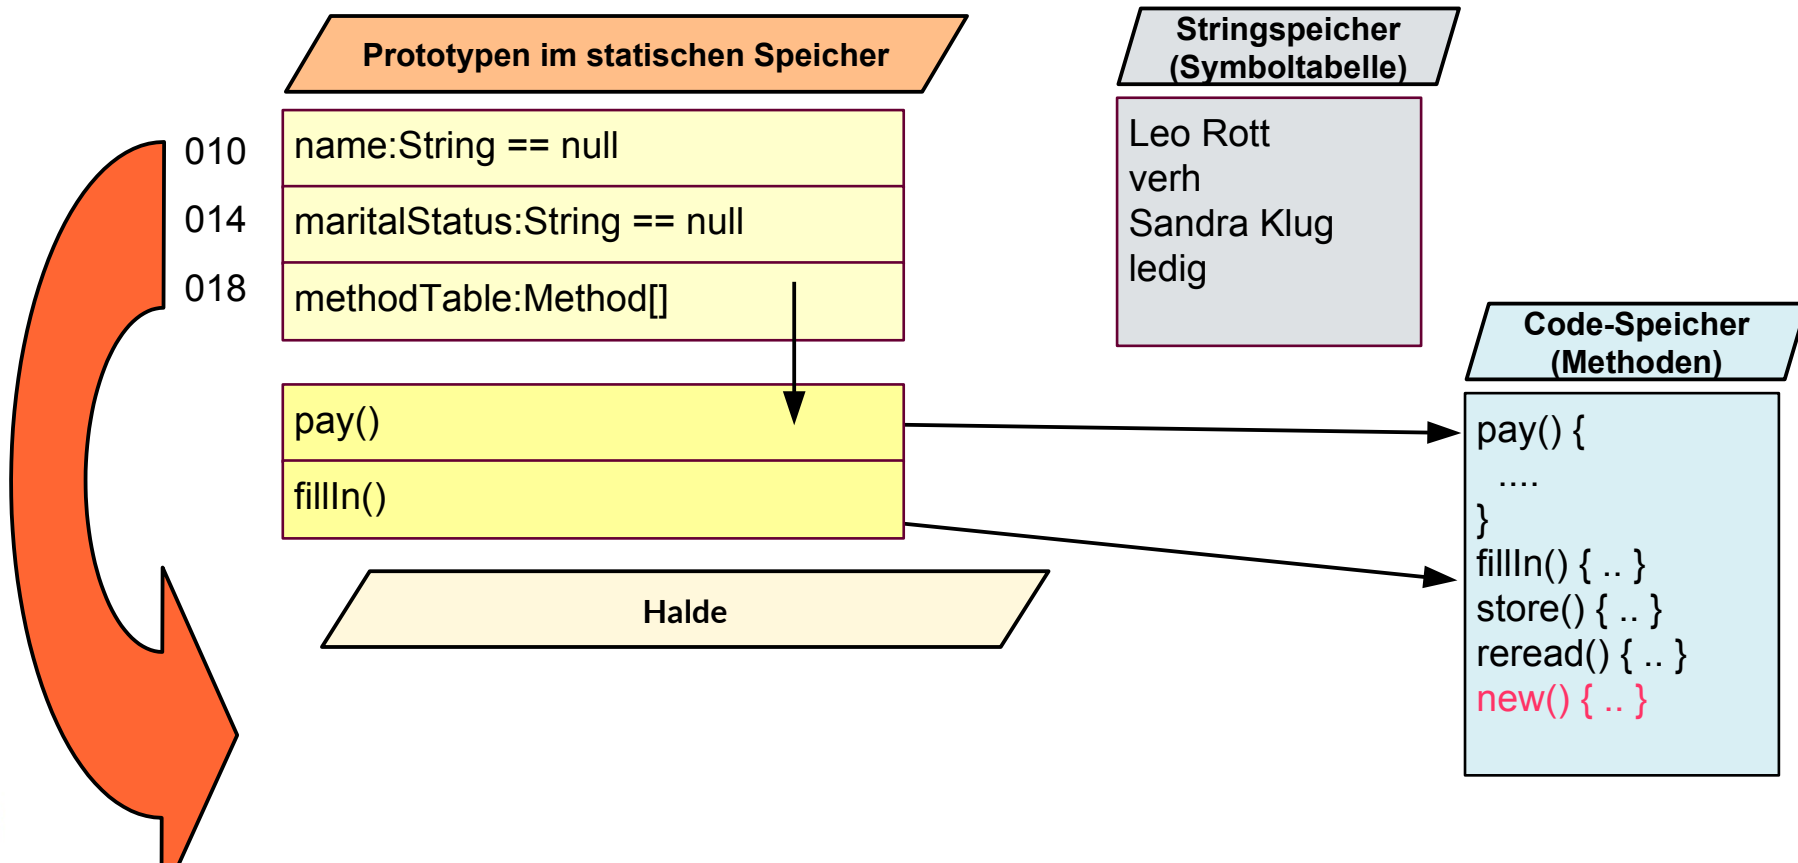 Prototypen im statischen Speicher
010
name:String == null
014
maritalStatus:String == null
018
methodTable:Method[]
pay()
fillIn()
Halde
Stringspeicher
(Symboltabelle)
Leo Rott
verh
Sandra Klug
ledig
Code-Speicher
(Methoden)
pay() {
....
}
fillIn() { .. }
store() { .. }
reread() { .. }
new() { .. }